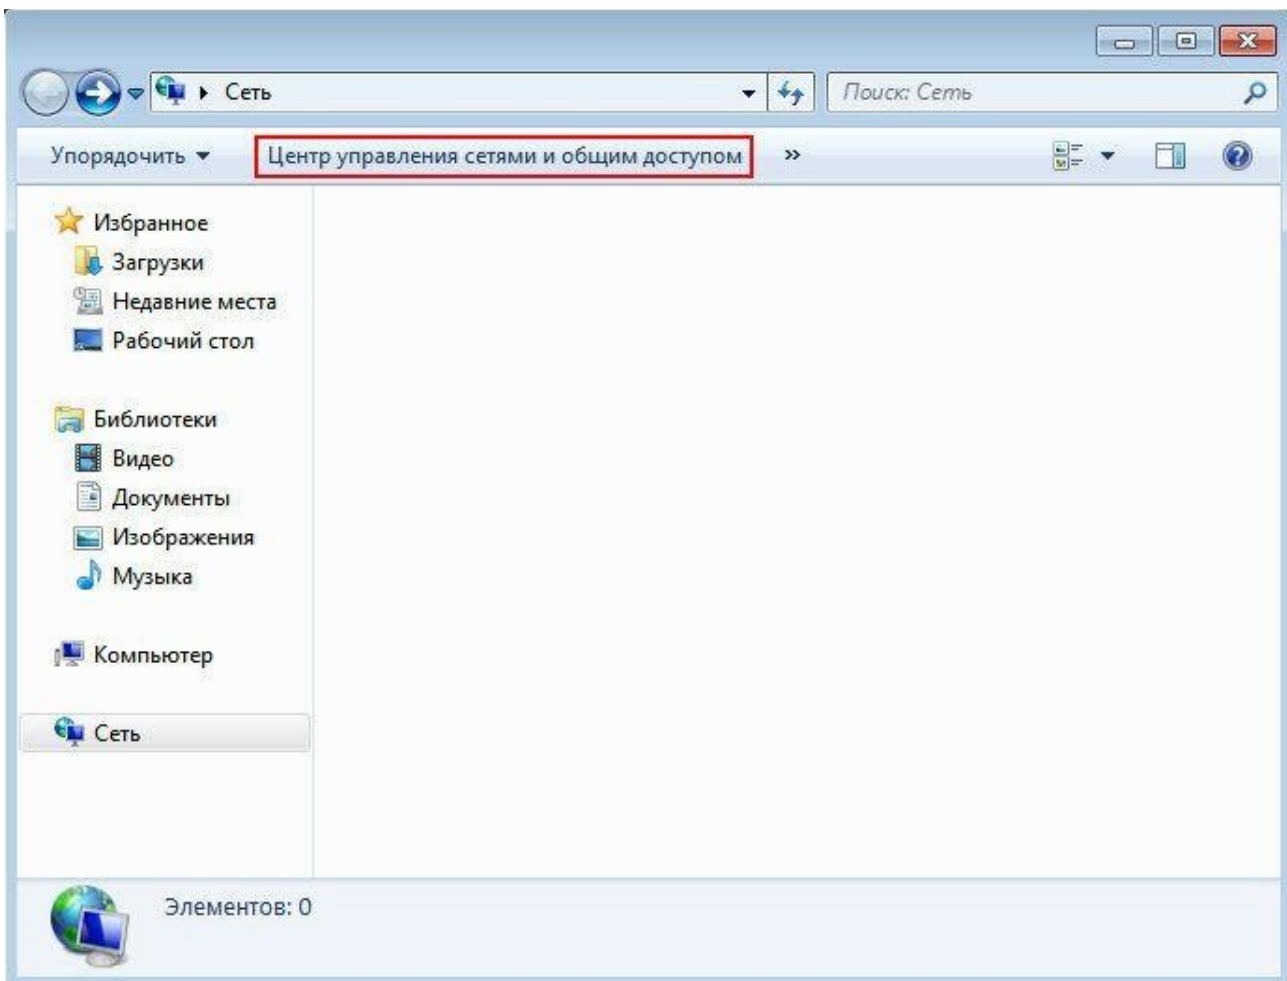 Сеть
Поиск: Сеть
Упорядочить
Центр управления сетями и общим доступом
»
Избранное
Загрузки
Недавние места
Рабочий стол
Библиотеки
Видео
Документы
Изображения
Музыка
Компьютер
Сеть
Элементов: 0